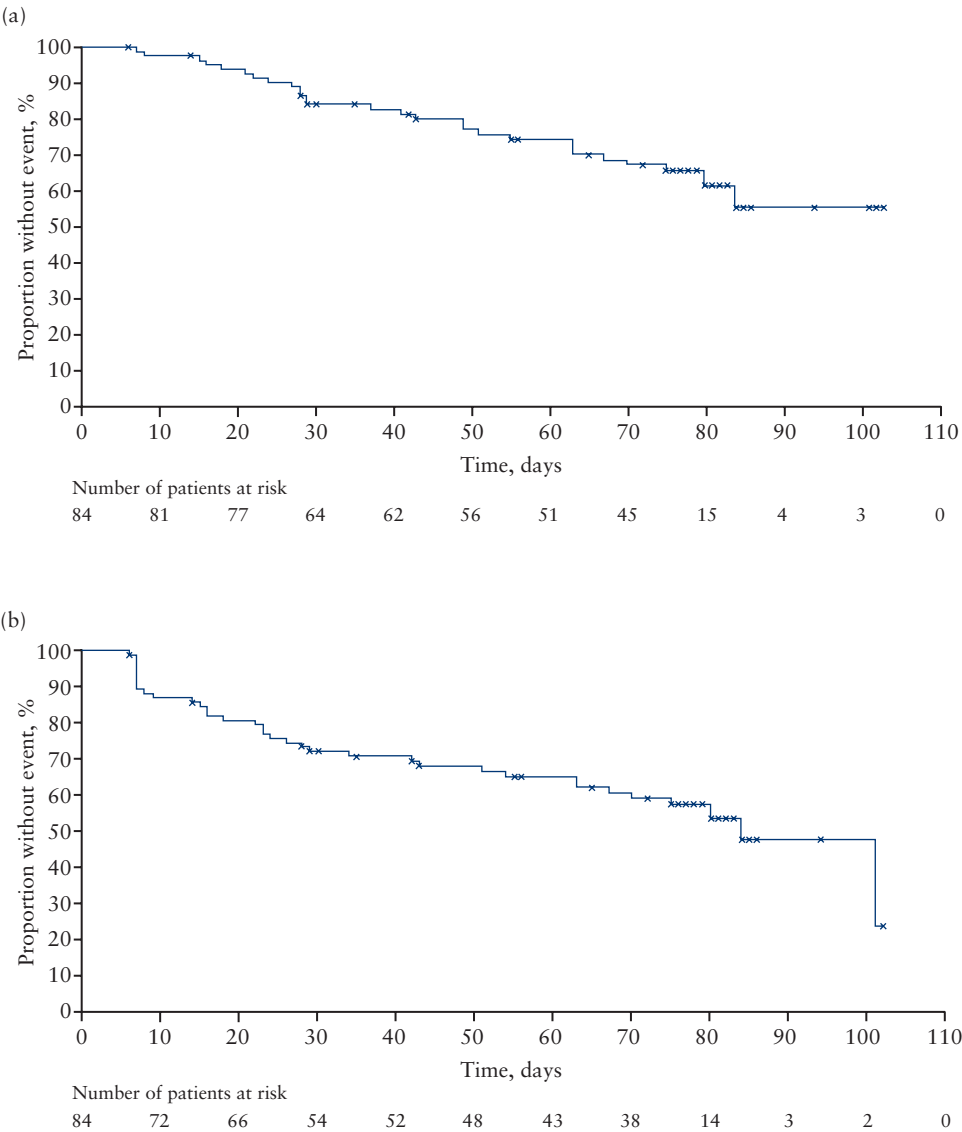 (a)
Proportion without event, %
100
90
80
70
60
50
40
30
20
10
0
0 10 20 30 40 50 60 70 80 90 100 110
Time, days
Number of patients at risk
84 81 77 64 62 56 51 45 15 4 3 0
(b)
Proportion without event, %
100
90
80
70
60
50
40
30
20
10
0
0 10 20 30 40 50 60 70 80 90 100 110
Time, days
Number of patients at risk
84 72 66 54 52 48 43 38 14 3 2 0